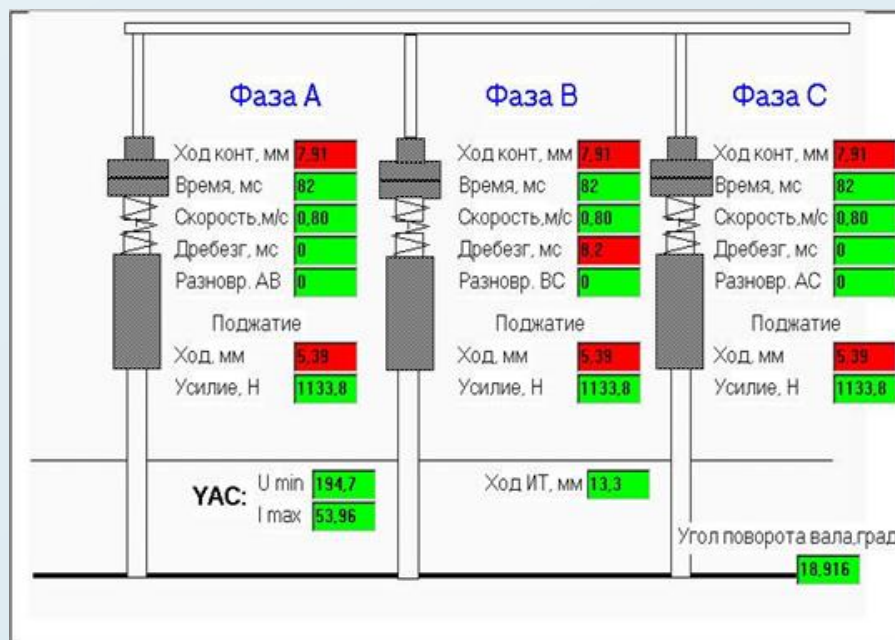 Фаза А Фаза В Фаза С
Ход конт, мм 7,91 Ход конт, мм 7,91 Ход конт, мм 7,91
Время, мс 82 Время, мс 82 Время, мс 82
Скорость,м/с 0,80 Скорость,м/с 0,80 Скорость,м/с 0,80
Дребезг, мс 0 Дребезг, мс 8,2 Дребезг, мс 0
Разновр. АВ 0 Разновр. ВС 0 Разновр. АС 0
Поджатие Поджатие Поджатие
Ход, мм 5,39 Ход, мм 5,39 Ход, мм 5,39
Усилие, Н 1133,8 Усилие, Н 1133,8 Усилие, Н 1133,8
YAC: U min 194,7 Ход ИТ, мм 13,3
I max 53,96
Угол поворота вала,град
18,916